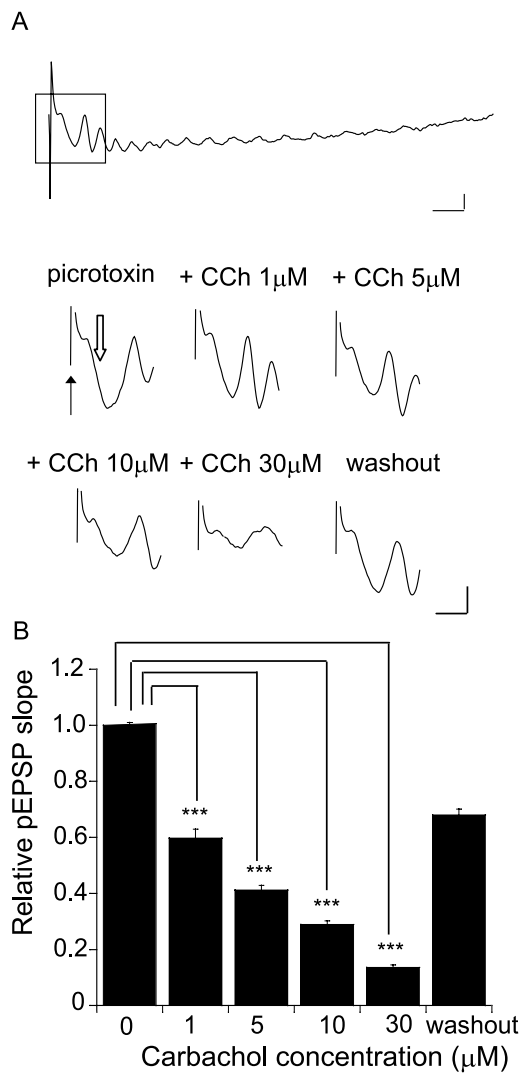 A
picrotoxin + CCh 1μM + CCh 5μM
+ CCh 10μM + CCh 30μM washout
B
Relative pEPSP slope
1.2
1.0
0.8
0.6
0.4
0.2
0
***
***
***
***
0 1 5 10 30 washout
Carbachol concentration (μM)